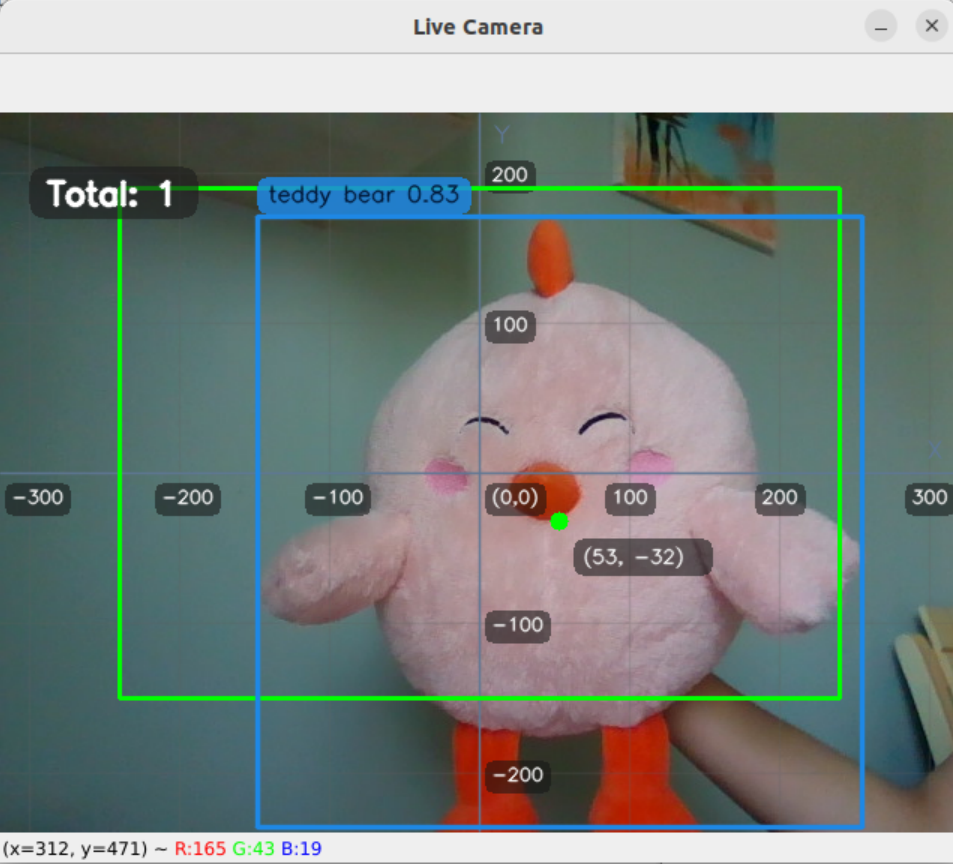 Live Camera
Y
200
Total: 1
teddy bear 0.83
100
X
-300
-200
-100
(0,0)
100
200
300
(53, -32)
-100
-200
(x=312, y=471) ~ R:165 G:43 B:19